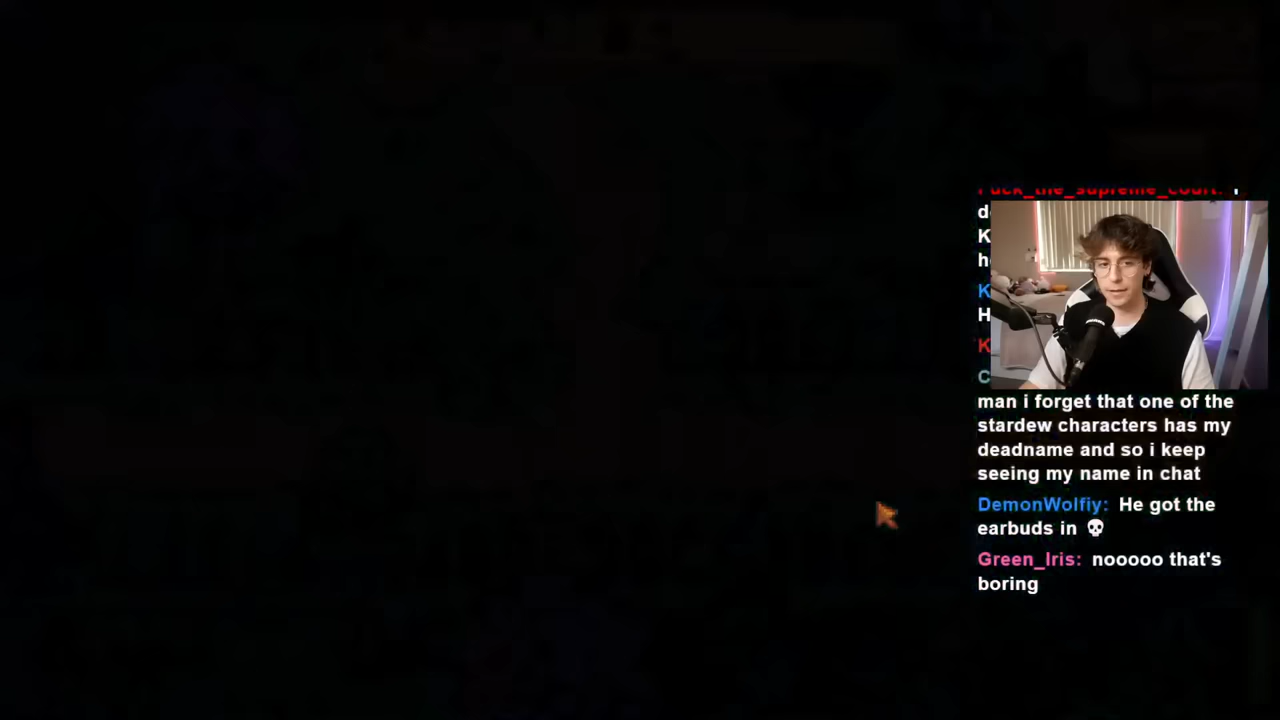 Fuck_the_supreme_court:
man i forget that one of the
stardew characters has my
deadname and so i keep
seeing my name in chat
DemonWolfiy: He got the
earbuds in 💀
Green_Iris: nooooo that's
boring